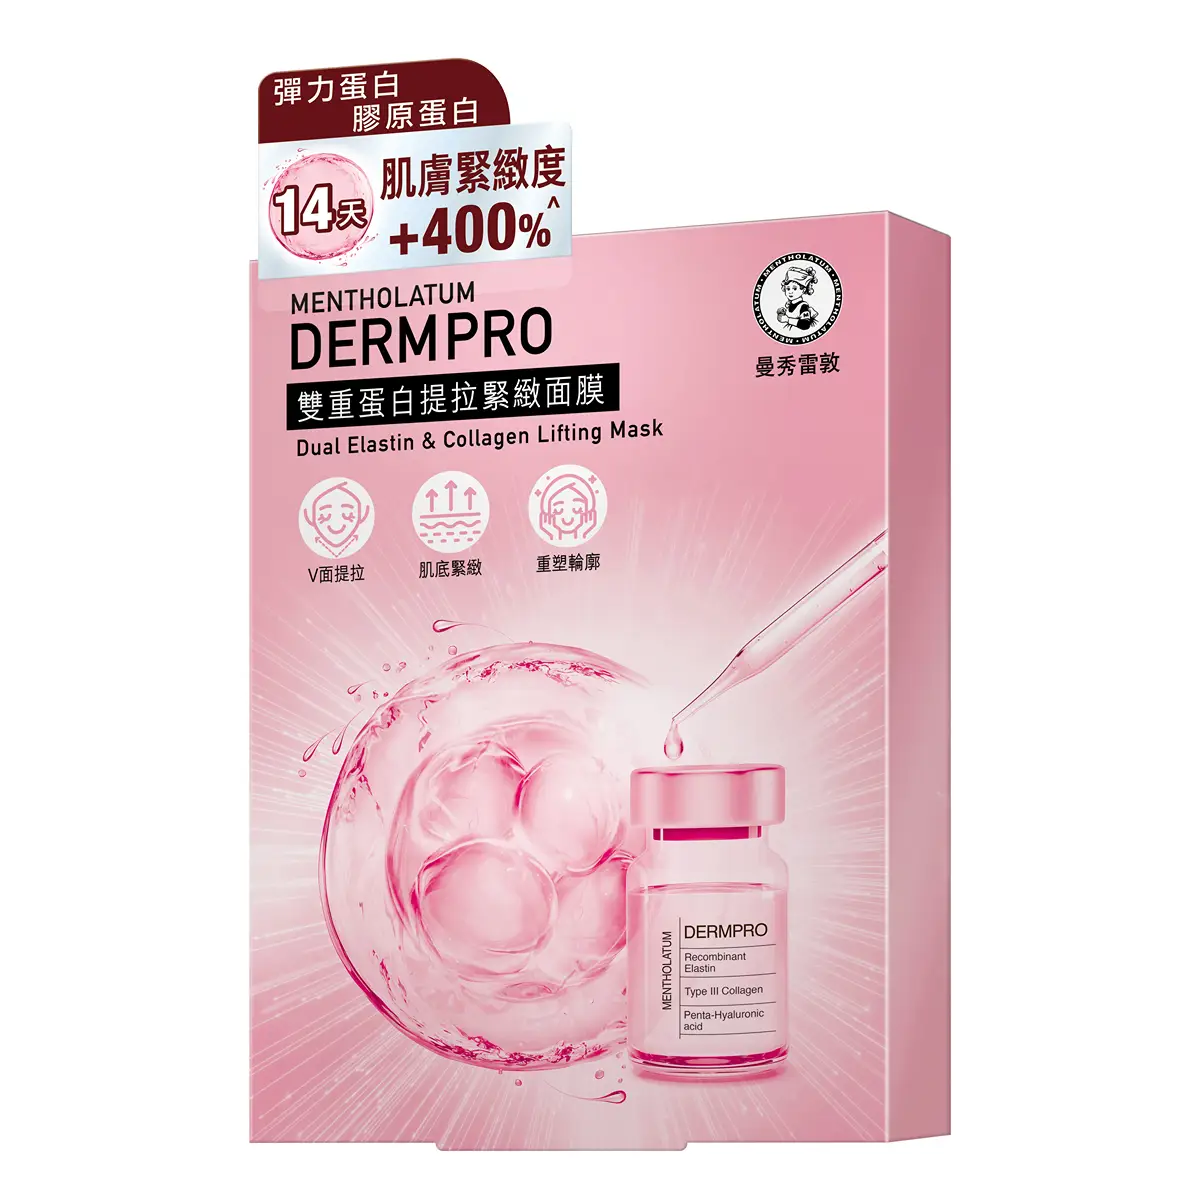 彈力蛋白
膠原蛋白
14天
肌膚緊緻度
+400%^
MENTHOLATUM
DERMPRO
雙重蛋白提拉緊緻面膜
Dual Elastin & Collagen Lifting Mask
MENTHOLATUM • MENTHOLATUM • MENTHOLATUM • MENTHOLATUM
曼秀雷敦
V面提拉
肌底緊緻
重塑輪廓
MENTHOLATUM
DERMPRO
Recombinant
Elastin
Type III Collagen
Penta-Hyaluronic
acid